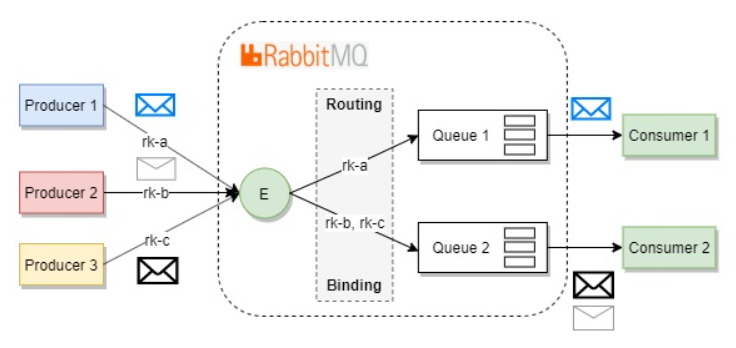 RabbitMQ
Producer 1
rk-a
Producer 2
rk-b
Producer 3
rk-c
E
Routing
rk-a
rk-b, rk-c
Binding
Queue 1
Queue 2
Consumer 1
Consumer 2